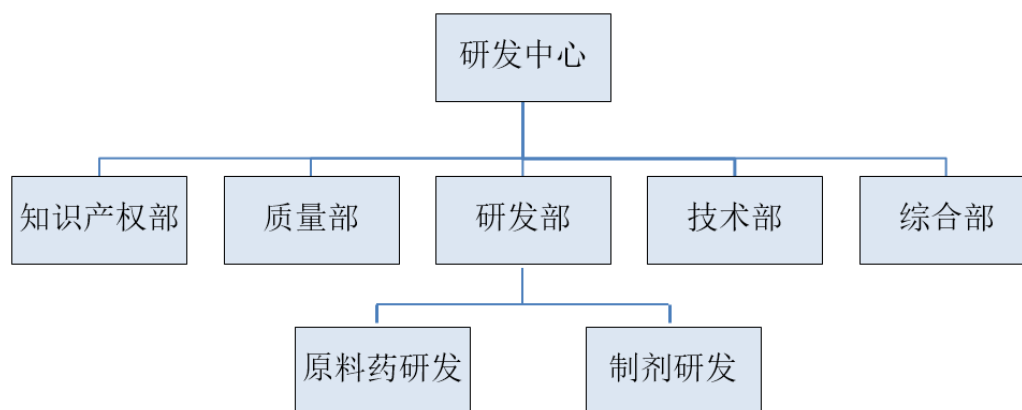 研发中心
知识产权部
质量部
研发部
技术部
综合部
原料药研发
制剂研发